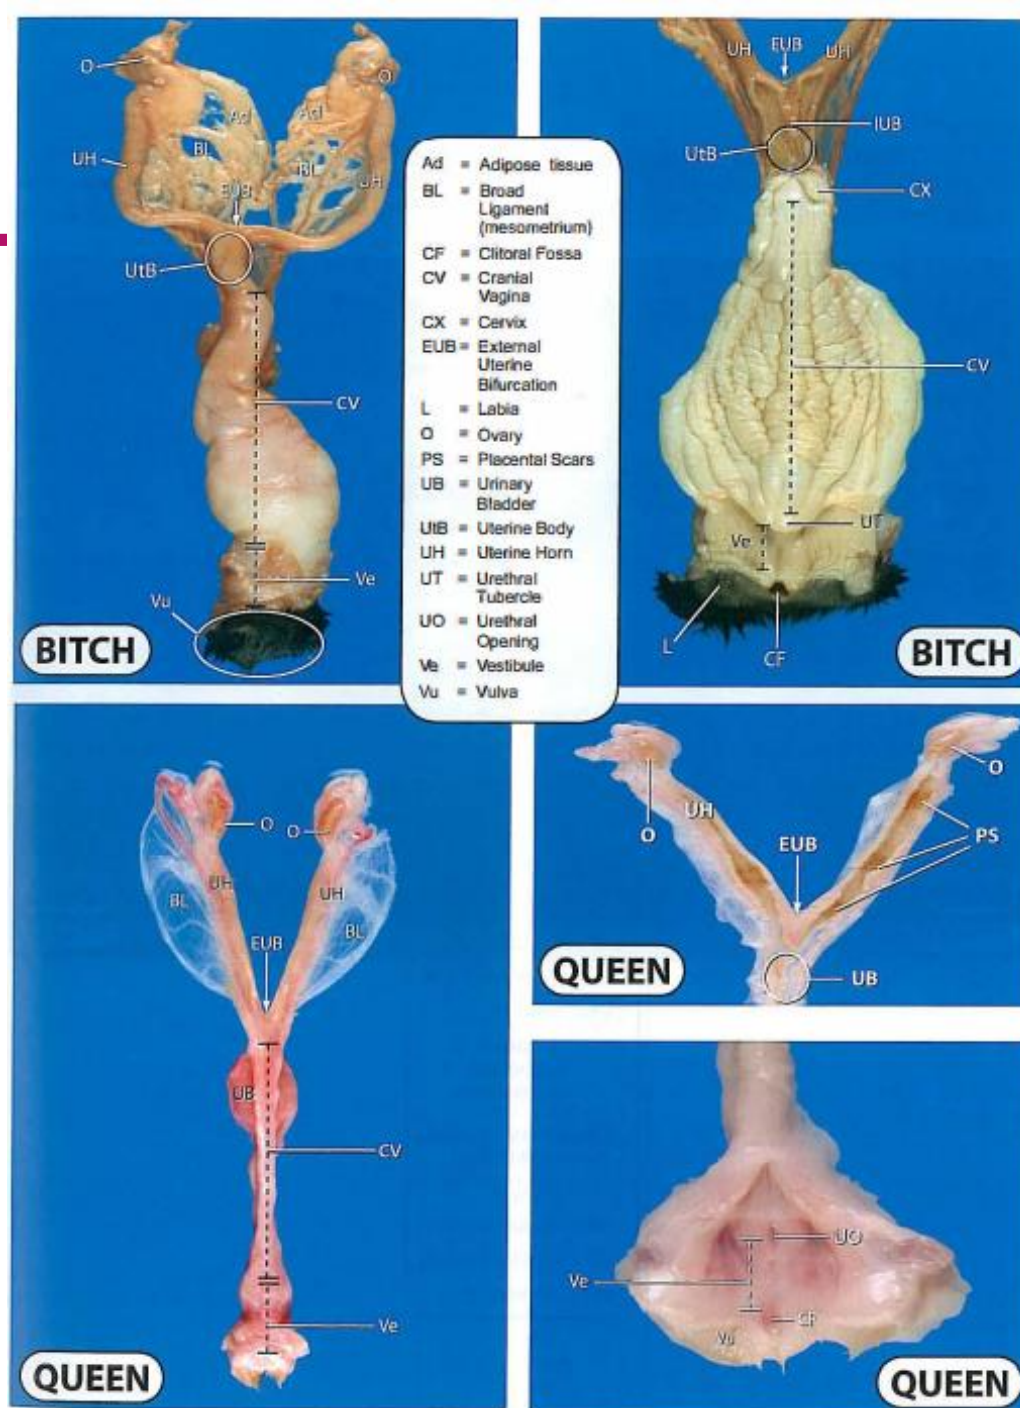 O
O
Ad
Ad
BL
BL
UH
UH
EUB
UtB
CV
Ve
Vu
BITCH
UH
EUB
UH
IUB
UtB
CX
CV
UT
Ve
L
CF
BITCH
Ad = Adipose tissue
BL = Broad
Ligament
(mesometrium)
CF = Clitoral Fossa
CV = Cranial
Vagina
CX = Cervix
EUB = External
Uterine
Bifurcation
L = Labia
O = Ovary
PS = Placental Scars
UB = Urinary
Bladder
UtB = Uterine Body
UH = Uterine Horn
UT = Urethral
Tubercle
UO = Urethral
Opening
Ve = Vestibule
Vu = Vulva
O
O
UH
UH
BL
BL
EUB
UB
CV
Ve
QUEEN
O
O
UH
EUB
PS
UB
QUEEN
UO
Ve
CF
Vu
QUEEN